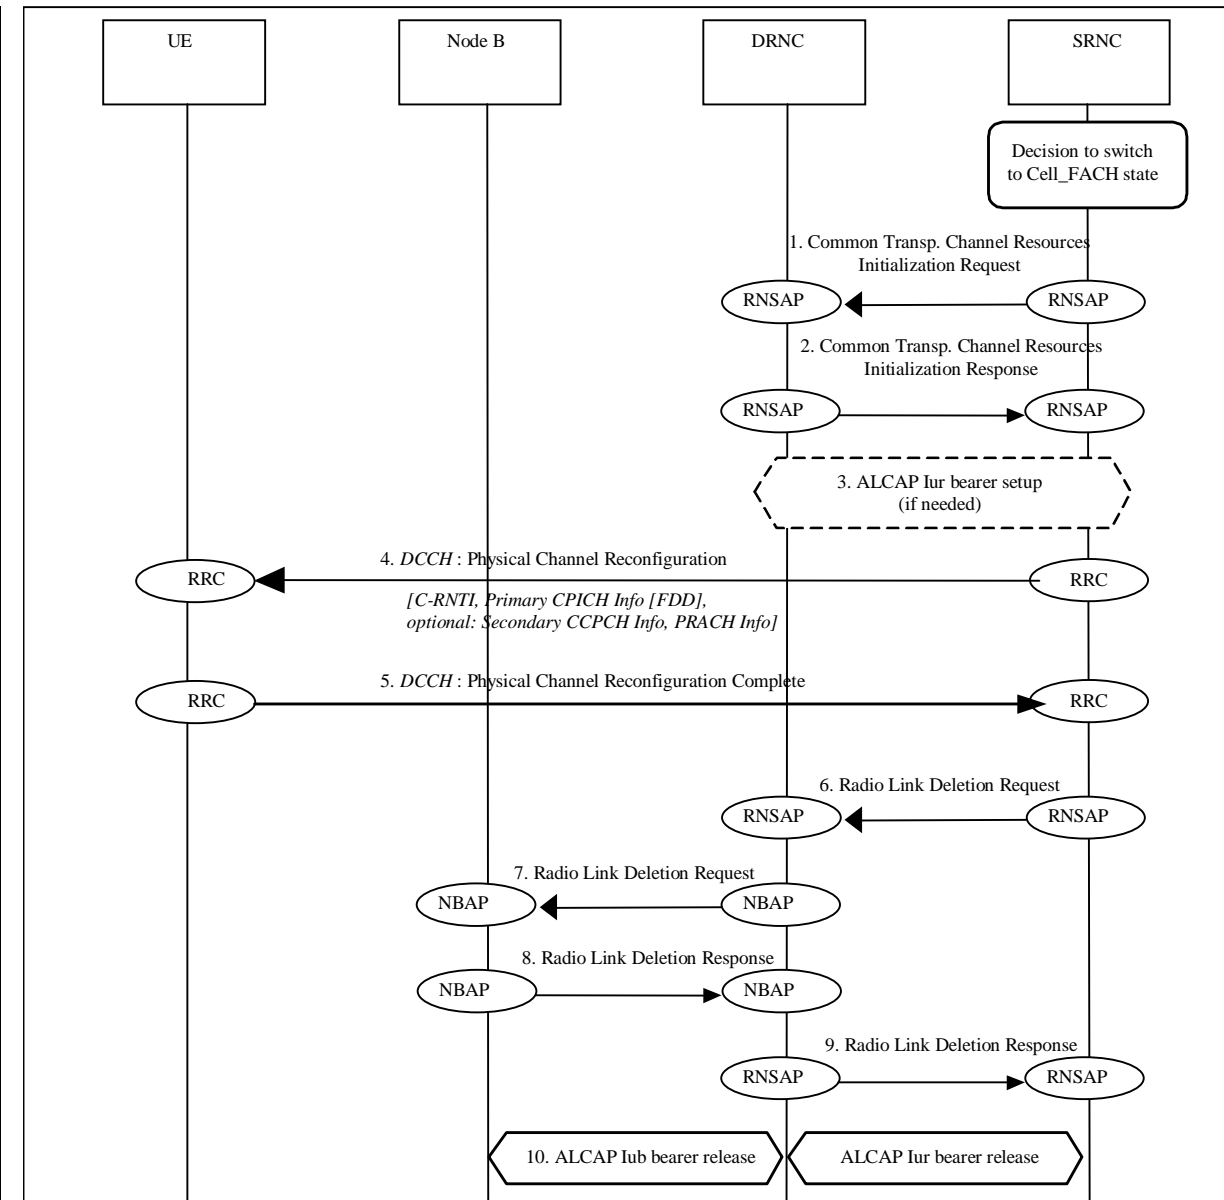 UE
Node B
DRNC
SRNC
Decision to switch
to Cell_FACH state
1. Common Transp. Channel Resources
Initialization Request
RNSAP
RNSAP
2. Common Transp. Channel Resources
Initialization Response
RNSAP
RNSAP
3. ALCAP Iur bearer setup
(if needed)
4. DCCH : Physical Channel Reconfiguration
RRC
RRC
[C-RNTI, Primary CPICH Info [FDD],
optional: Secondary CCPCH Info, PRACH Info]
5. DCCH : Physical Channel Reconfiguration Complete
RRC
RRC
6. Radio Link Deletion Request
RNSAP
RNSAP
7. Radio Link Deletion Request
NBAP
NBAP
8. Radio Link Deletion Response
NBAP
NBAP
9. Radio Link Deletion Response
RNSAP
RNSAP
10. ALCAP Iub bearer release
ALCAP Iur bearer release